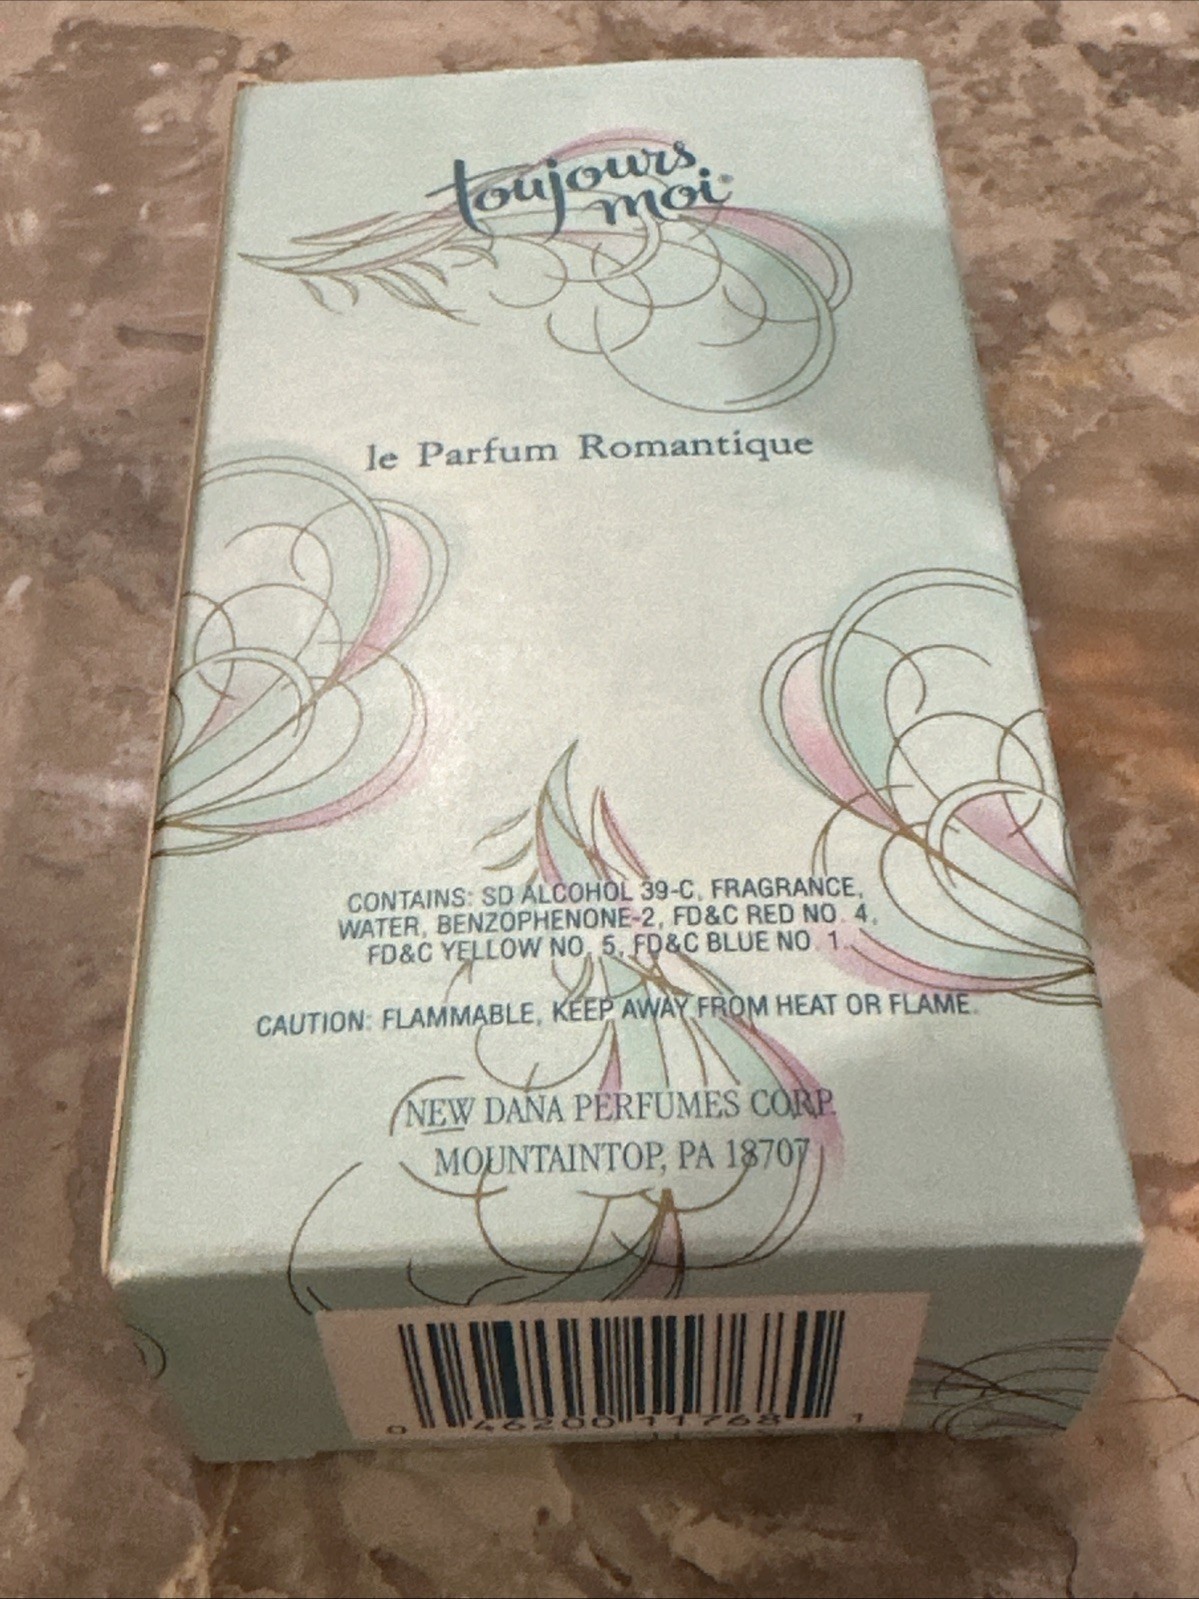 toujours
moi®
le Parfum Romantique
CONTAINS: SD ALCOHOL 39-C, FRAGRANCE,
WATER, BENZOPHENONE-2, FD&C RED NO. 4,
FD&C YELLOW NO. 5, FD&C BLUE NO. 1.
CAUTION: FLAMMABLE, KEEP AWAY FROM HEAT OR FLAME.
NEW DANA PERFUMES CORP.
MOUNTAINTOP, PA 18707
0 46200 11768 1